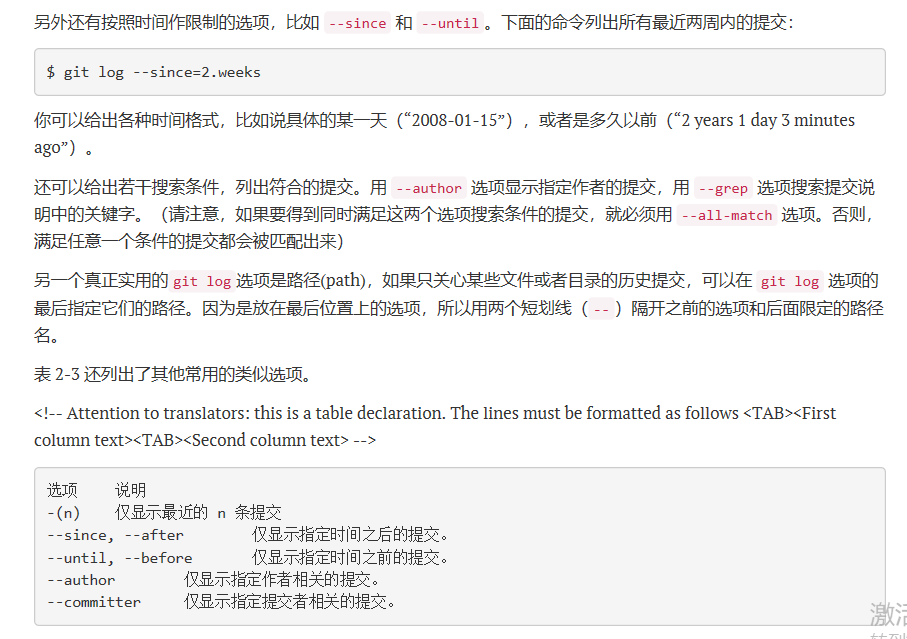 另外还有按照时间作限制的选项，比如 --since 和 --until 。下面的命令列出所有最近两周内的提交：
$ git log --since=2.weeks
你可以给出各种时间格式，比如说具体的某一天（“2008-01-15”），或者是多久以前（“2 years 1 day 3 minutes
ago”）。
还可以给出若干搜索条件，列出符合的提交。用 --author 选项显示指定作者的提交，用 --grep 选项搜索提交说
明中的关键字。（请注意，如果要得到同时满足这两个选项搜索条件的提交，就必须用 --all-match 选项。否则，
满足任意一个条件的提交都会被匹配出来）
另一个真正实用的 git log 选项是路径(path)，如果只关心某些文件或者目录的历史提交，可以在 git log 选项的
最后指定它们的路径。因为是放在最后位置上的选项，所以用两个短划线（ -- ）隔开之前的选项和后面限定的路径
名。
表 2-3 还列出了其他常用的类似选项。
<!-- Attention to translators: this is a table declaration. The lines must be formatted as follows <TAB><First
column text><TAB><Second column text> -->
选项 说明
-(n) 仅显示最近的 n 条提交
--since, --after 仅显示指定时间之后的提交。
--until, --before 仅显示指定时间之前的提交。
--author 仅显示指定作者相关的提交。
--committer 仅显示指定提交者相关的提交。
激活